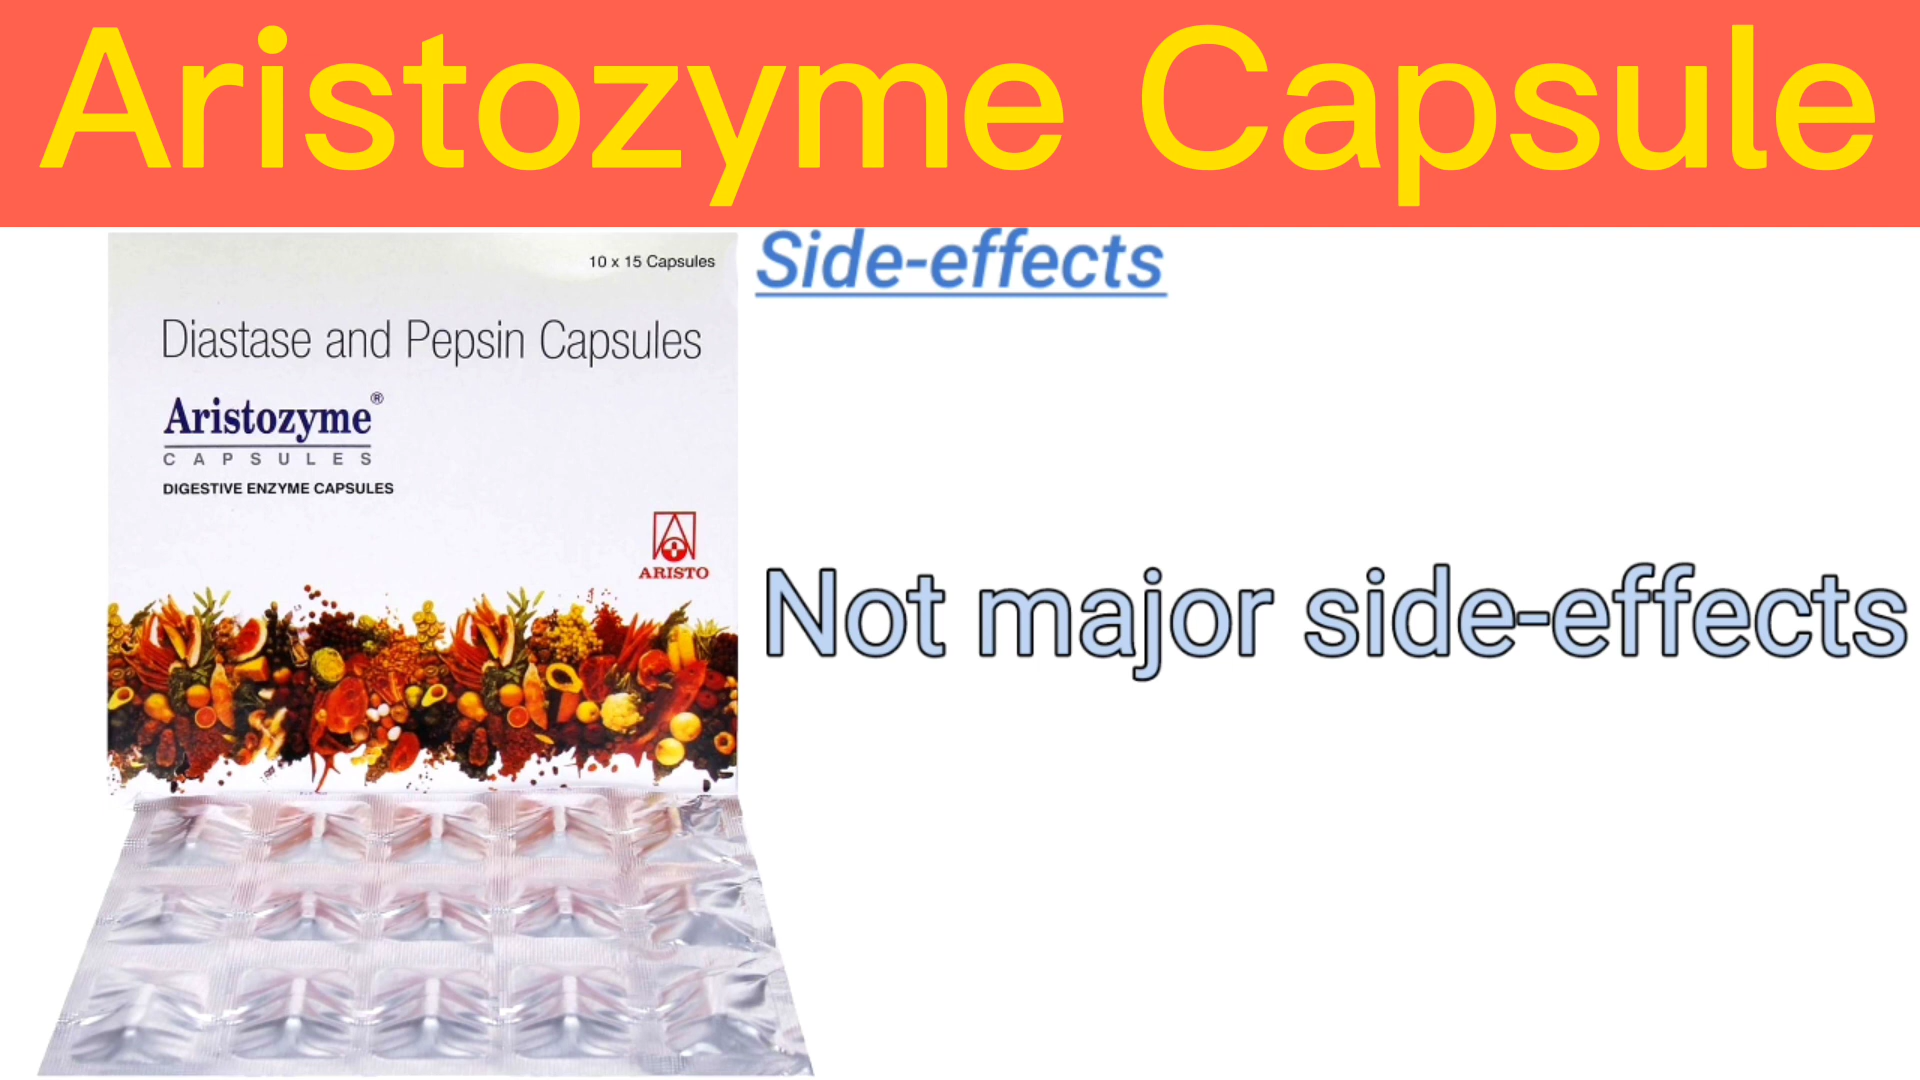 Aristozyme Capsule
10 x 15 Capsules
Diastase and Pepsin Capsules
Aristozyme®
CAPSULES
DIGESTIVE ENZYME CAPSULES
ARISTO
Side-effects
Not major side-effects